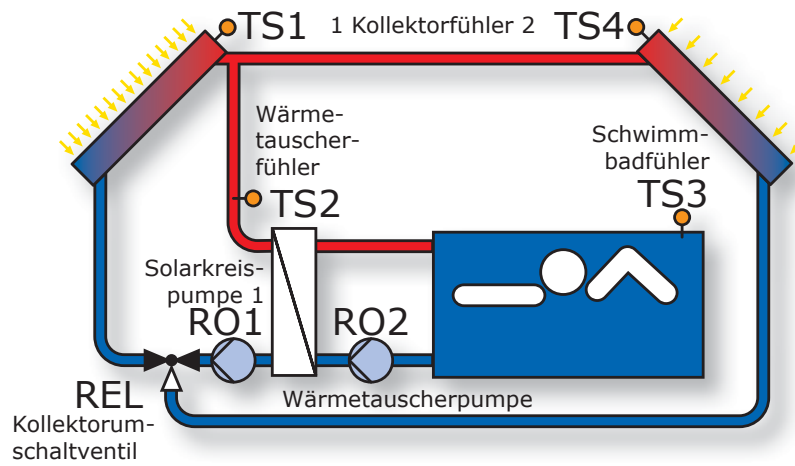 TS1
1 Kollektorfühler 2
TS4
Wärme-
tauscher-
fühler
TS2
Schwimm-
badfühler
TS3
Solarkreis-
pumpe 1
RO1
RO2
REL
Kollektorum-
schaltventil
Wärmetauscherpumpe